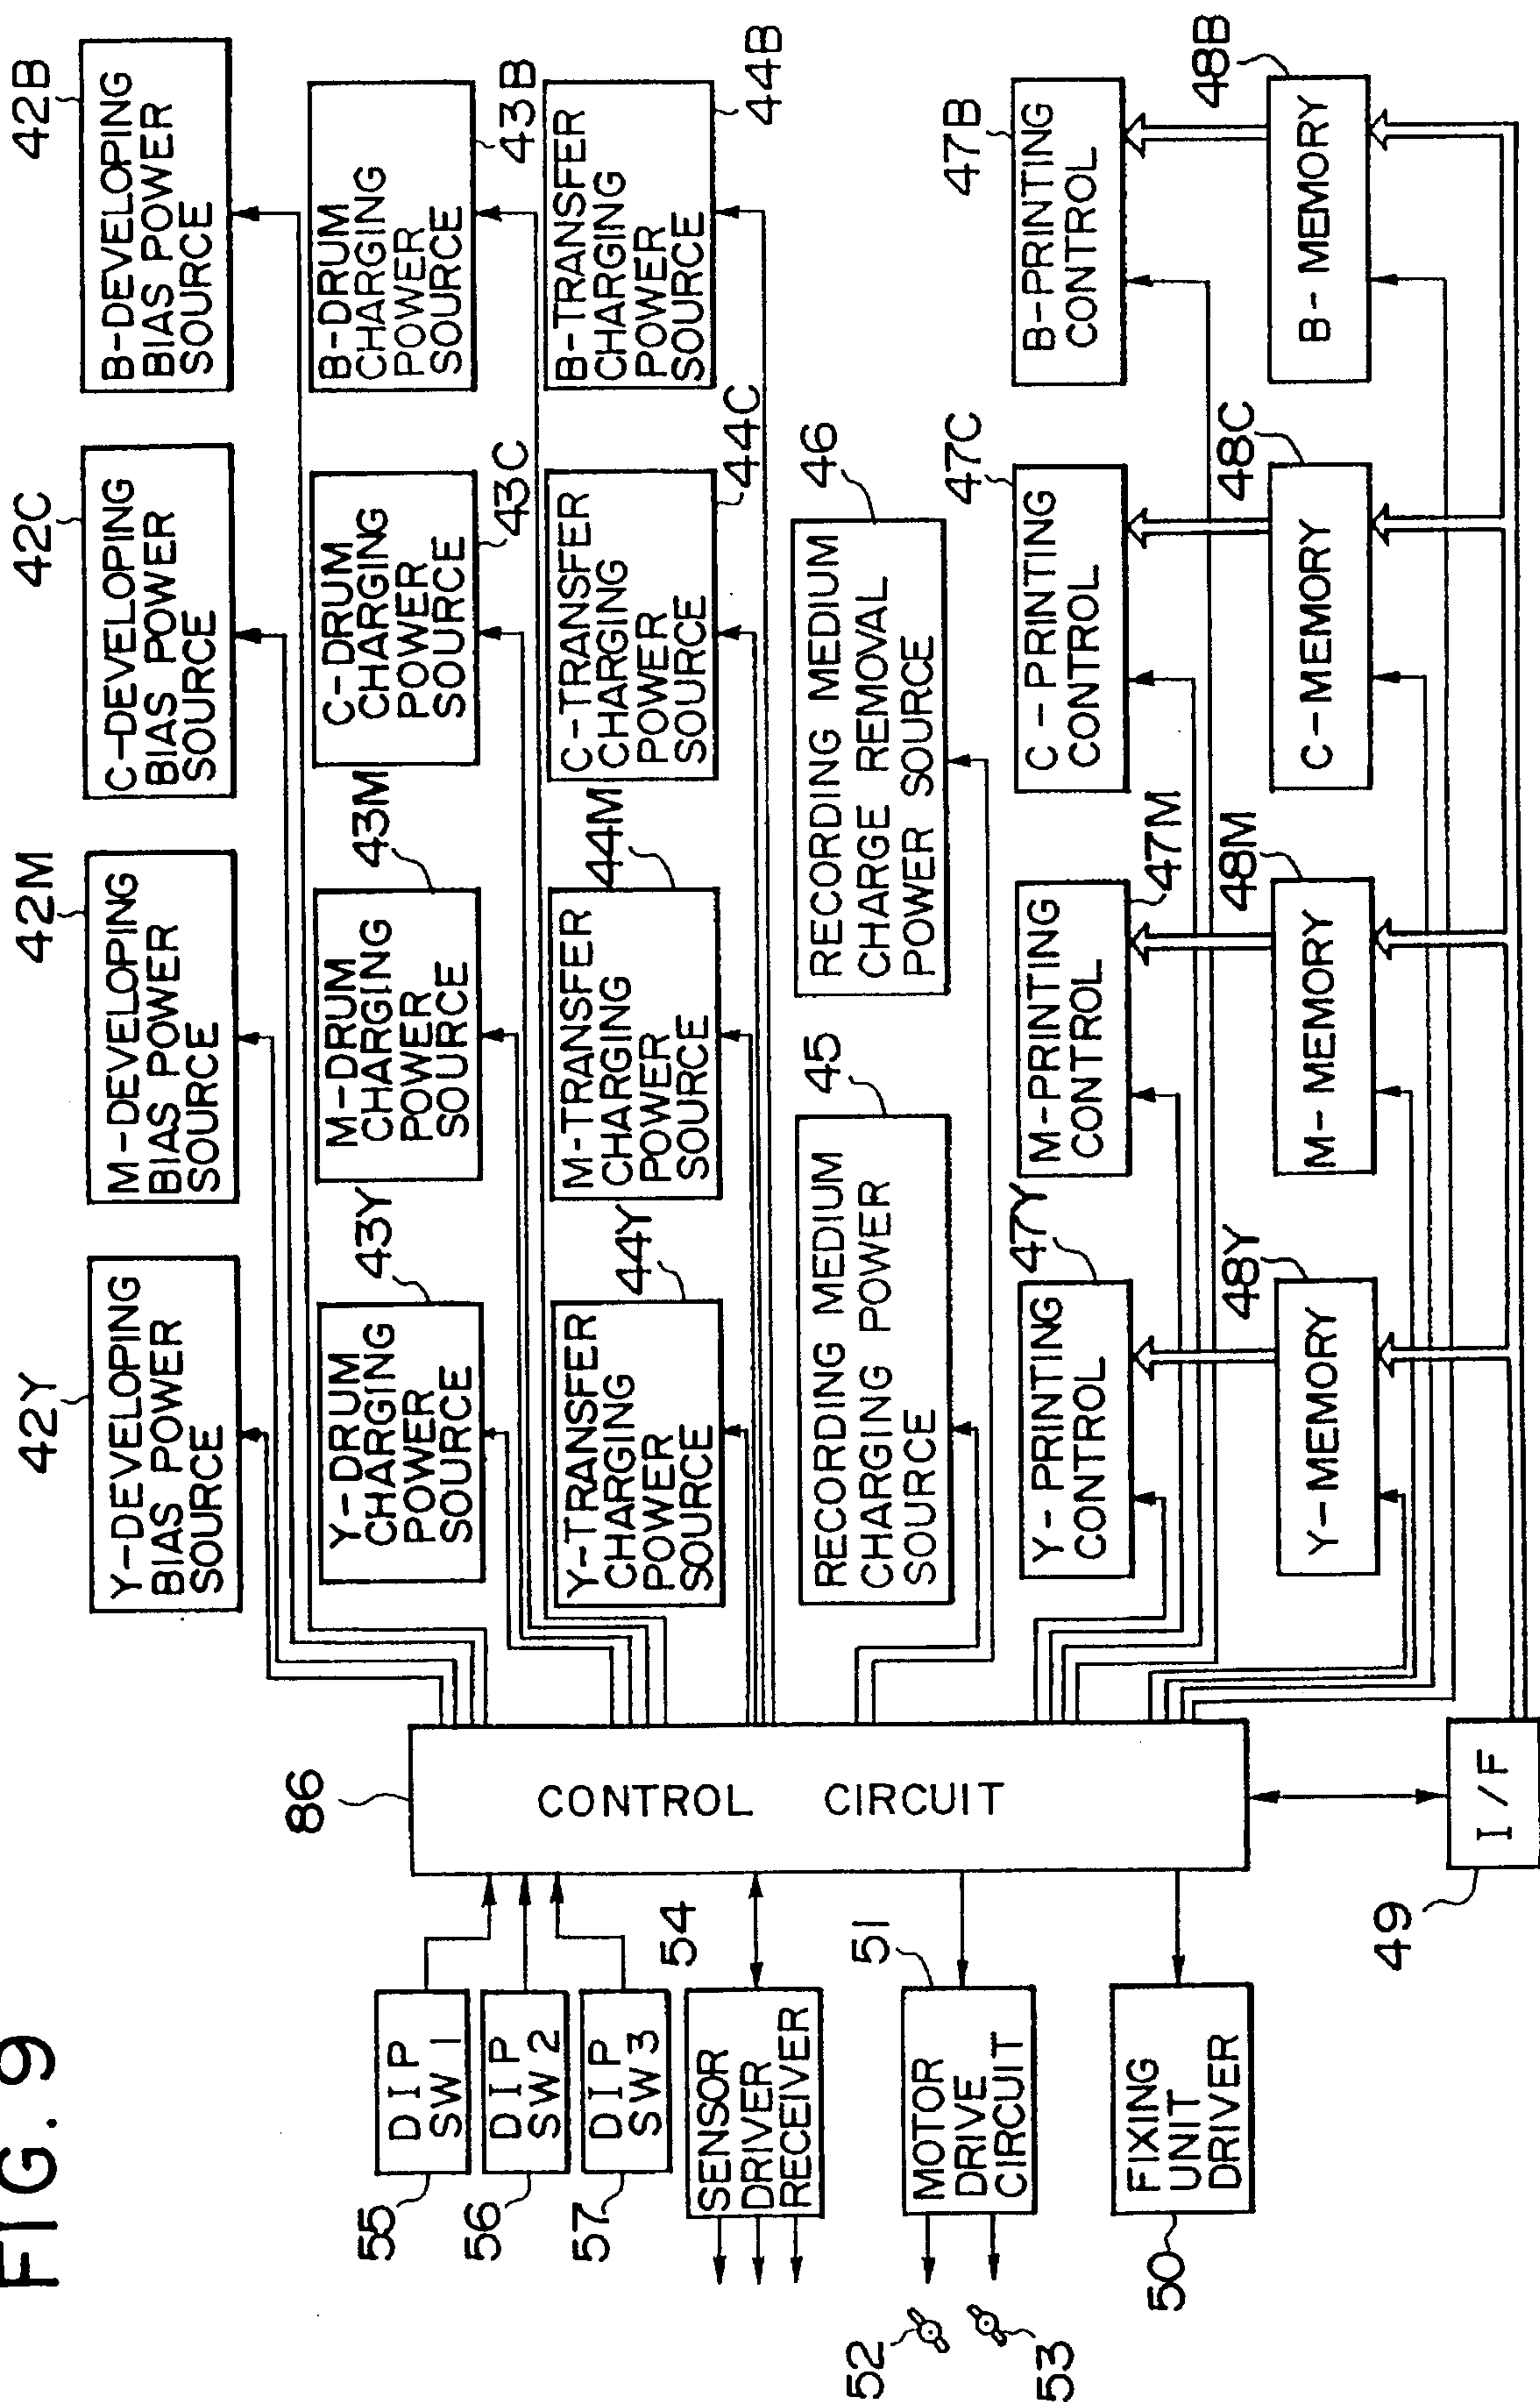 FIG. 9
42Y
Y-DEVELOPING
BIAS POWER
SOURCE
42M
M-DEVELOPING
BIAS POWER
SOURCE
42C
C-DEVELOPING
BIAS POWER
SOURCE
42B
B-DEVELOPING
BIAS POWER
SOURCE
43Y
Y-DRUM
CHARGING
POWER
SOURCE
43M
M-DRUM
CHARGING
POWER
SOURCE
43C
C-DRUM
CHARGING
POWER
SOURCE
43B
B-DRUM
CHARGING
POWER
SOURCE
44Y
Y-TRANSFER
CHARGING
POWER
SOURCE
44M
M-TRANSFER
CHARGING
POWER
SOURCE
44C
C-TRANSFER
CHARGING
POWER
SOURCE
44B
B-TRANSFER
CHARGING
POWER
SOURCE
45
RECORDING MEDIUM
CHARGING POWER
SOURCE
46
RECORDING MEDIUM
CHARGE REMOVAL
POWER SOURCE
47Y
Y-PRINTING
CONTROL
47M
M-PRINTING
CONTROL
47C
C-PRINTING
CONTROL
47B
B-PRINTING
CONTROL
48Y
Y-MEMORY
48M
M-MEMORY
48C
C-MEMORY
48B
B-MEMORY
86
CONTROL CIRCUIT
49
I/F
55
DIP
SW1
56
DIP
SW2
57
DIP
SW3
54
SENSOR
DRIVER
RECEIVER
51
MOTOR
DRIVE
CIRCUIT
52
53
50
FIXING
UNIT
DRIVER